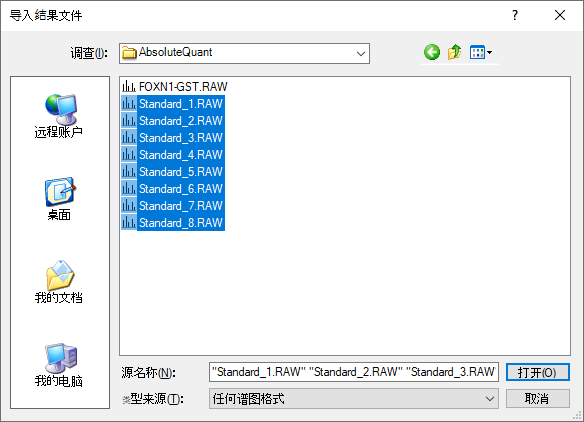 导入结果文件
调查(I):
AbsoluteQuant
远程账户
桌面
我的文档
我的电脑
FOXN1-GST.RAW
Standard_1.RAW
Standard_2.RAW
Standard_3.RAW
Standard_4.RAW
Standard_5.RAW
Standard_6.RAW
Standard_7.RAW
Standard_8.RAW
源名称(N):
"Standard_1.RAW" "Standard_2.RAW" "Standard_3.RAW'
打开(O)
类型来源(T):
任何谱图格式
取消